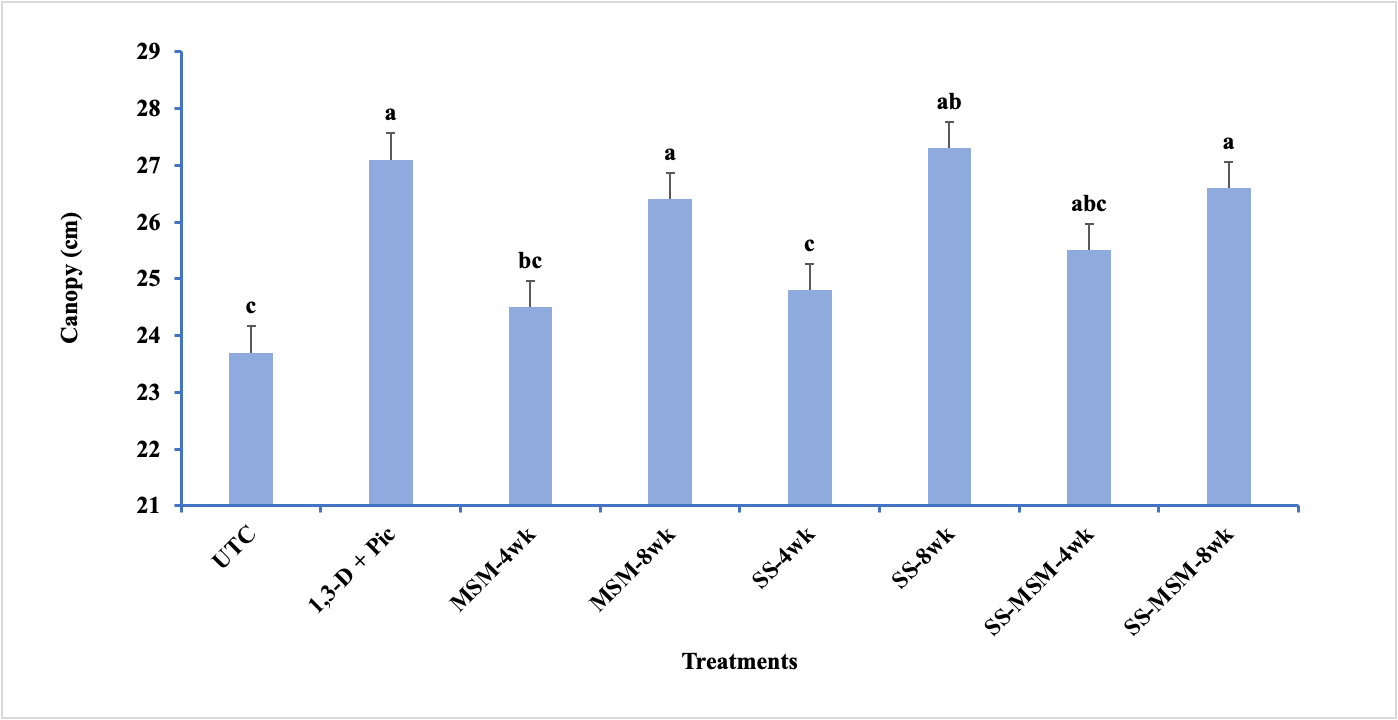 29
28
27
26
25
24
23
22
21
Canopy (cm)
c
a
bc
a
c
ab
abc
a
UTC
1,3-D + Pic
MSM-4wk
MSM-8wk
SS-4wk
SS-8wk
SS-MSM-4wk
SS-MSM-8wk
Treatments